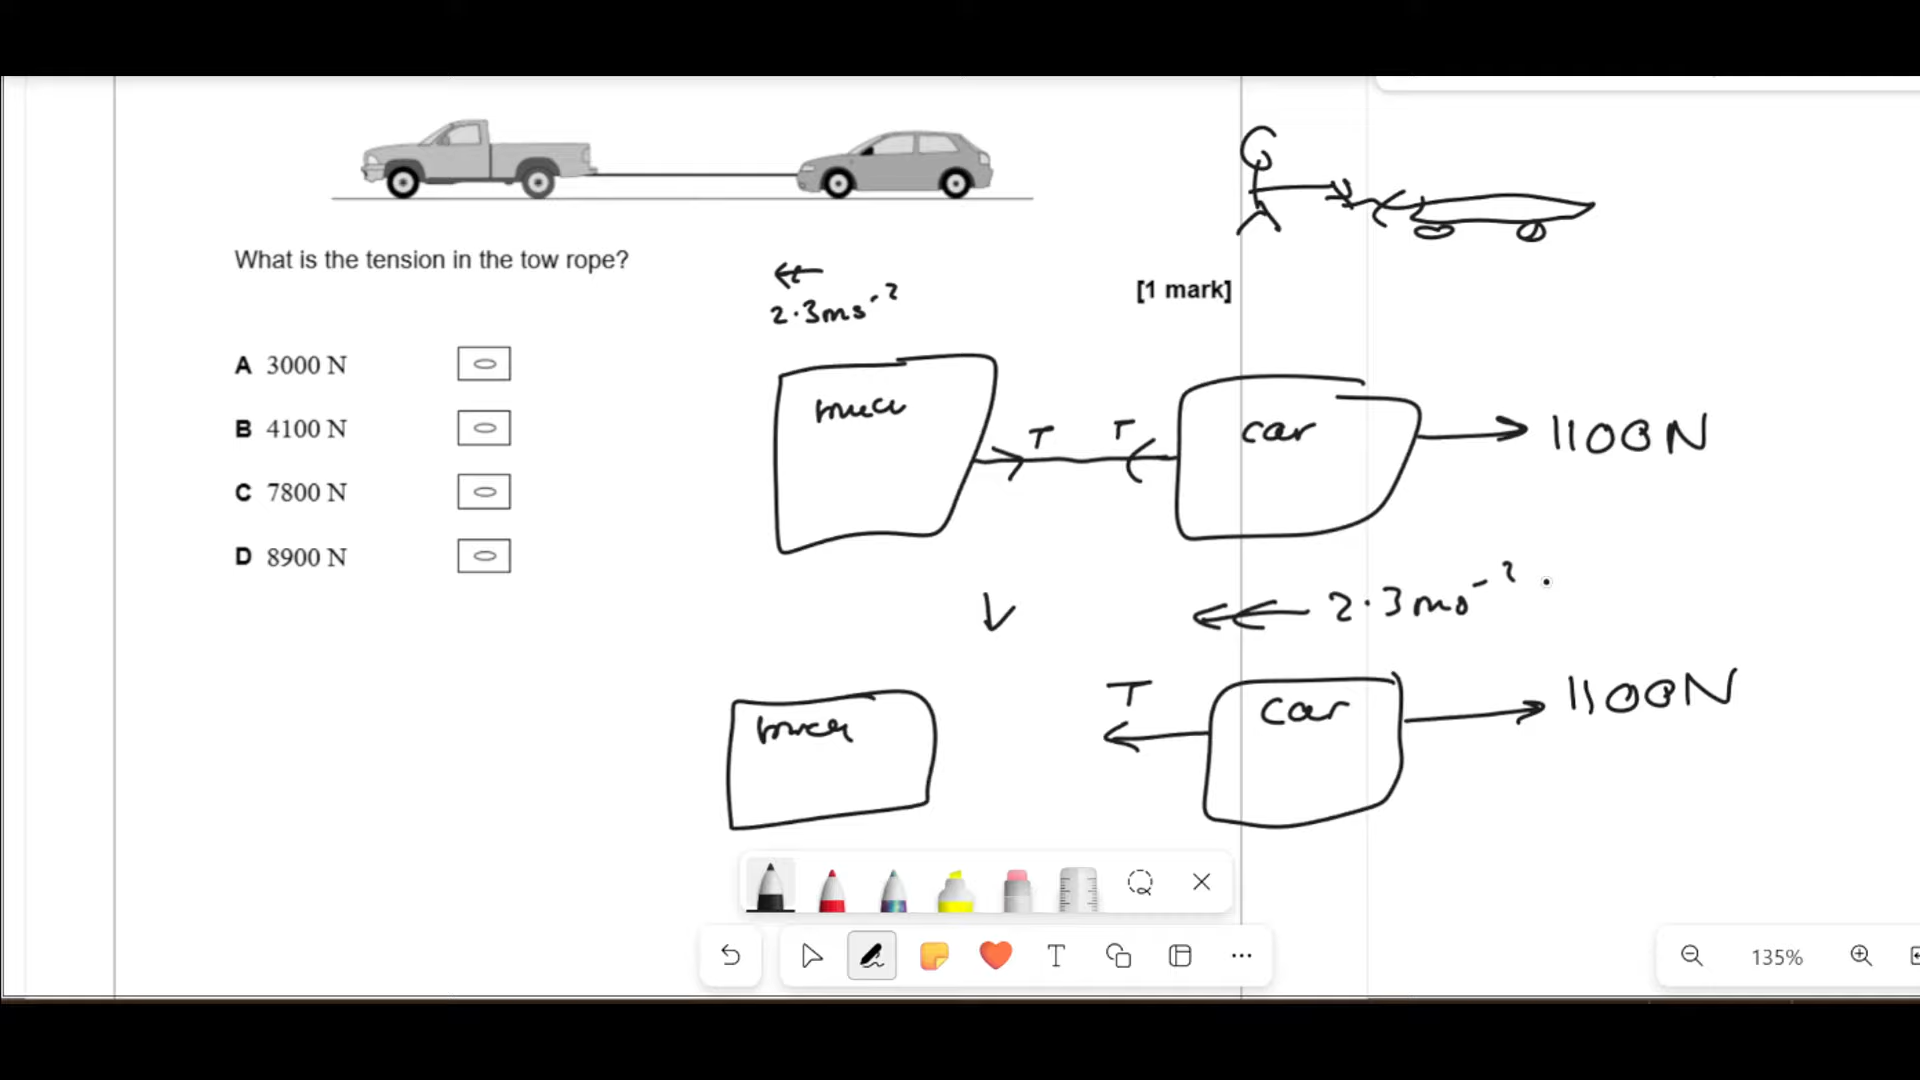 What is the tension in the tow rope?
[1 mark]
A 3000 N
B 4100 N
C 7800 N
D 8900 N
2.3ms⁻²
truck
T
T
car
1100N
2.3ms⁻²
truck
T
car
1100N
135%
T